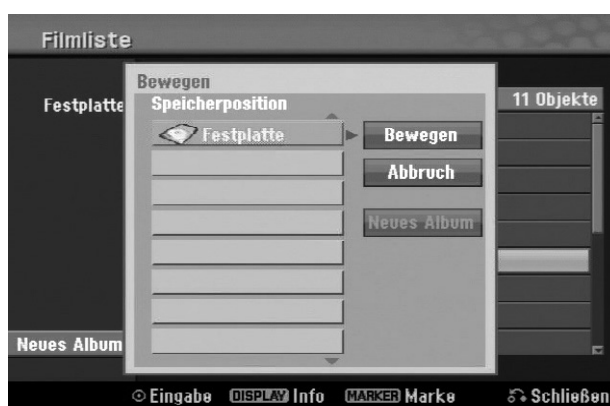 Filmliste
Bewegen
Speicherposition
Festplatte
11 Objekte
Festplatte
Bewegen
Abbruch
Neues Album
Neues Album
Eingabe DISPLAY Info MARKER Marke Schließen